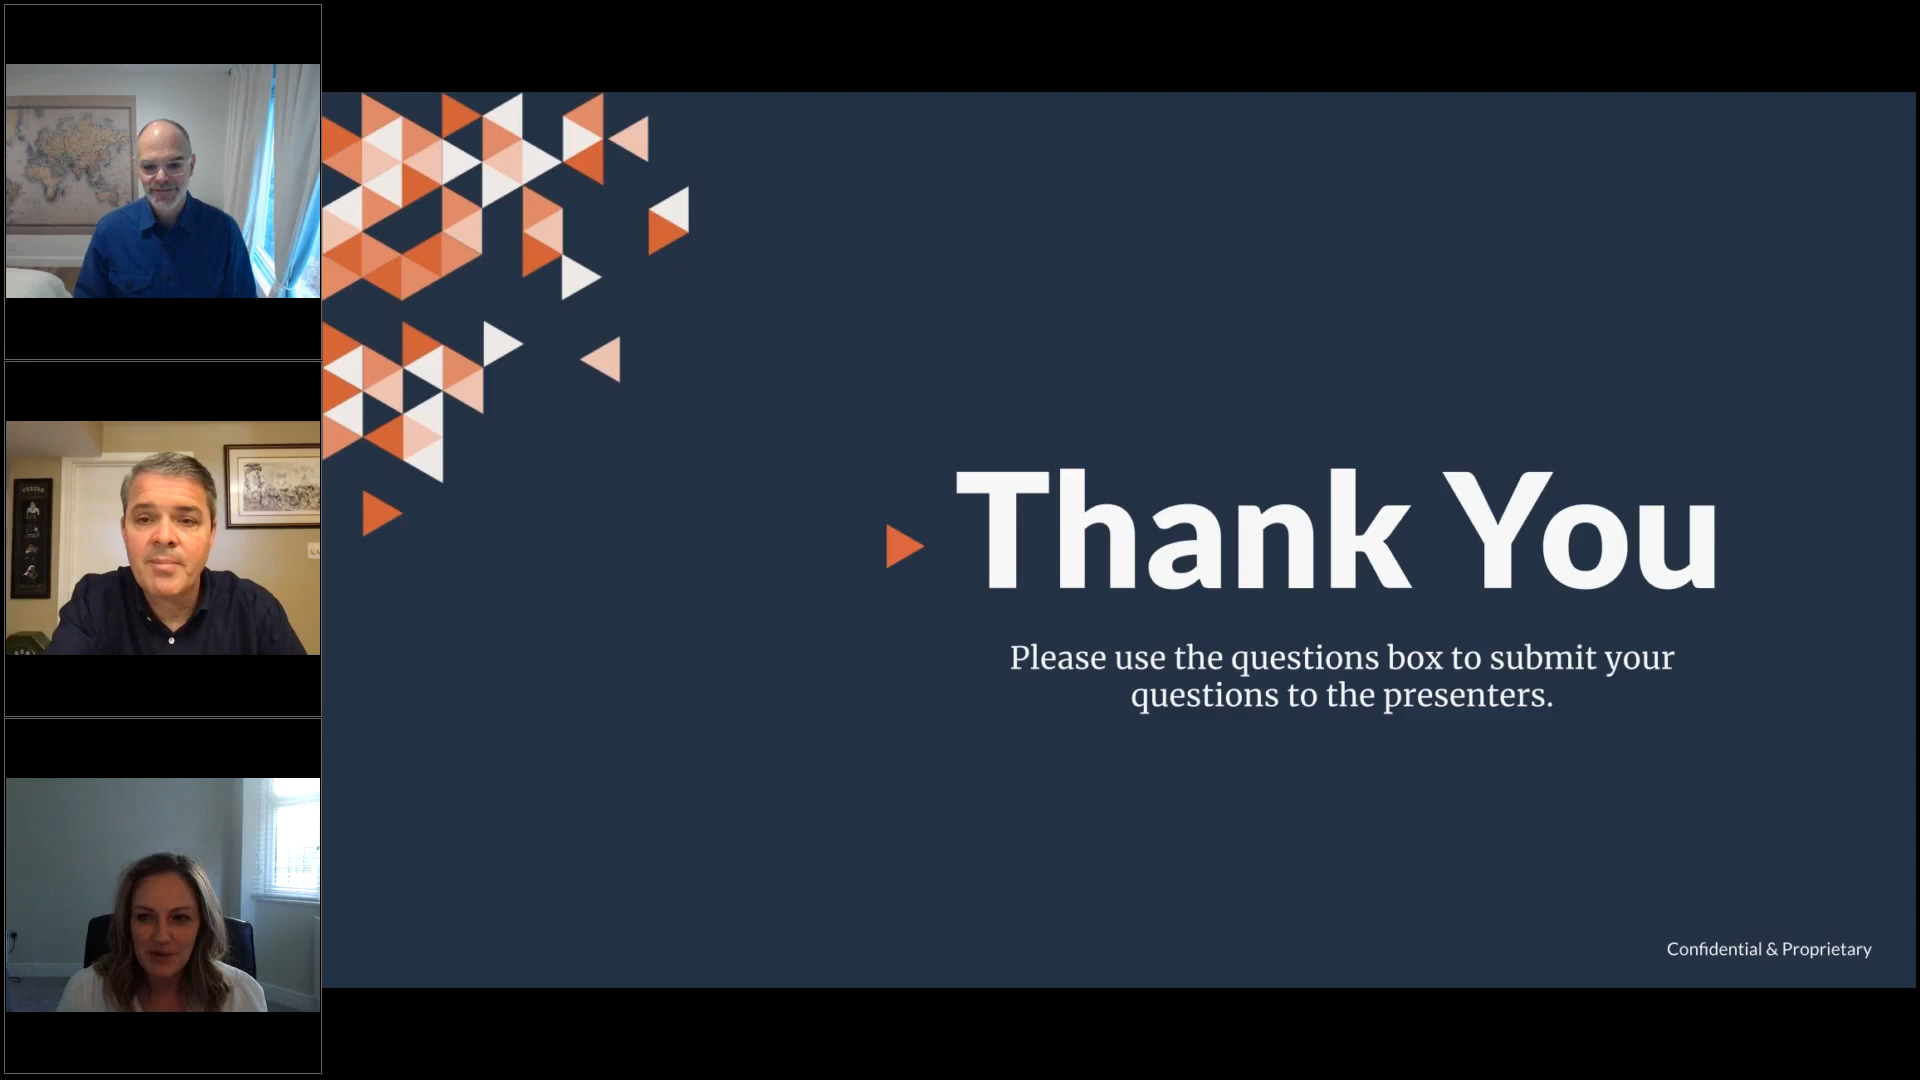 Thank You
Please use the questions box to submit your
questions to the presenters.
Confidential & Proprietary